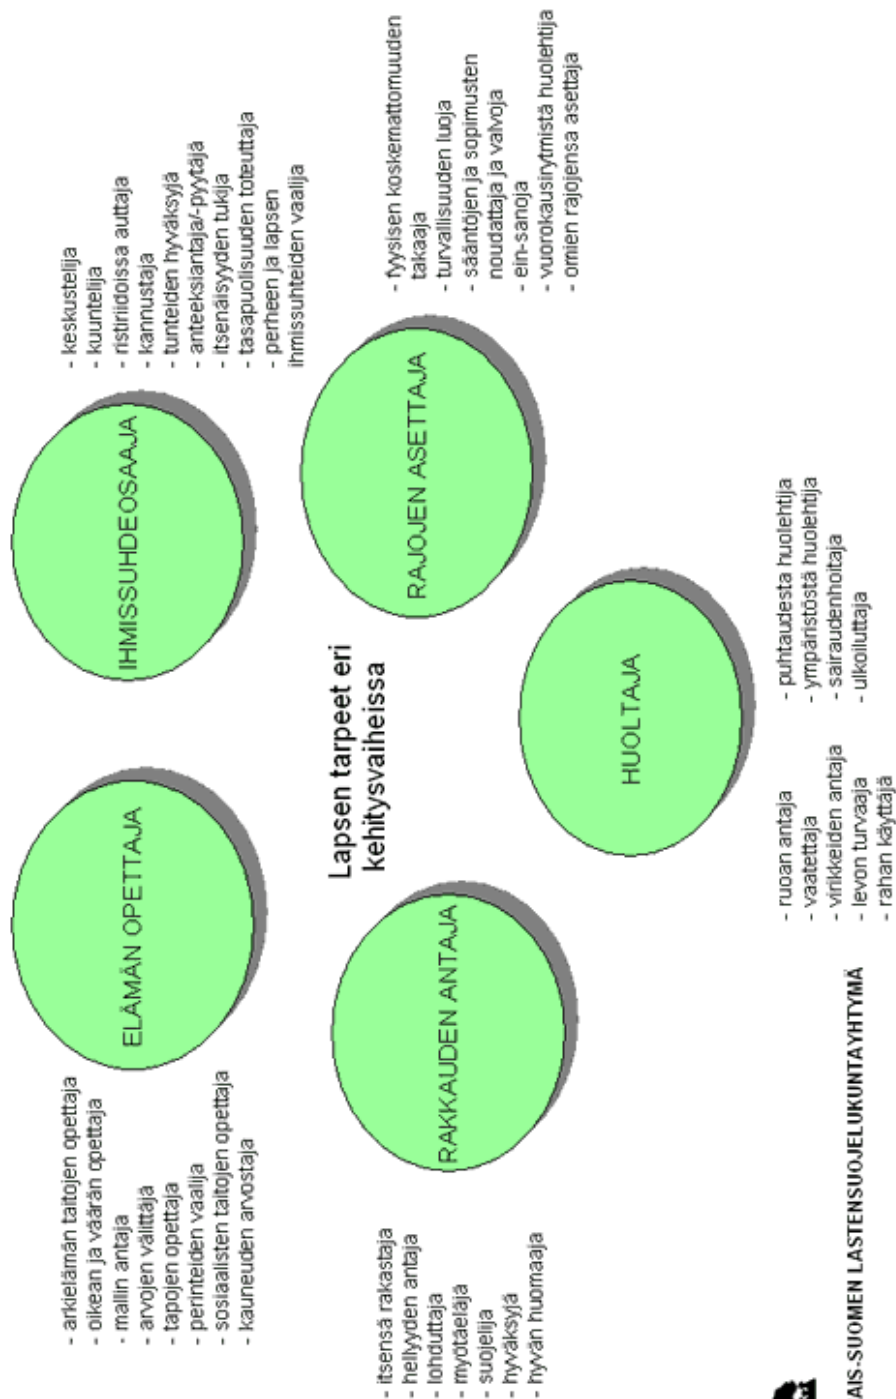 - arkielämän taitojen opettaja
- oikean ja väärän opettaja
- mallin antaja
- arvojen välittäjä
- tapojen opettaja
- perinteiden vaalija
- sosiaalisten taitojen opettaja
- kauneuden arvostaja
ELÄMÄN OPETTAJA
IHMISSUHDEOSAAJA
- keskustelija
- kuuntelija
- ristiriidoissa auttaja
- kannustaja
- tunteiden hyväksyjä
- anteeksiantaja/-pyytäjä
- itsenäisyyden tukija
- tasapuolisuuden toteuttaja
- perheen ja lapsen
ihmissuhteiden vaalija
Lapsen tarpeet eri
kehitysvaiheissa
- itsensä rakastaja
- hellyyden antaja
- lohduttaja
- myötäeläjä
- suojelija
- hyväksyjä
- hyvän huomaaja
RAKKAUDEN ANTAJA
RAJOJEN ASETTAJA
- fyysisen koskemattomuuden
takaaja
- turvallisuuden luoja
- sääntöjen ja sopimusten
noudattaja ja valvoja
- ein-sanoja
- vuorokausirytmistä huolehtija
- omien rajojensa asettaja
HUOLTAJA
- ruoan antaja
- vaatettaja
- virikkeiden antaja
- levon turvaaja
- rahan käyttäjä
- puhtaudesta huolehtija
- ympäristöstä huolehtija
- sairaudenhoitaja
- ulkoiluttaja
AIS-SUOMEN LASTENSUOJELUKUNTAYHTYMÄ